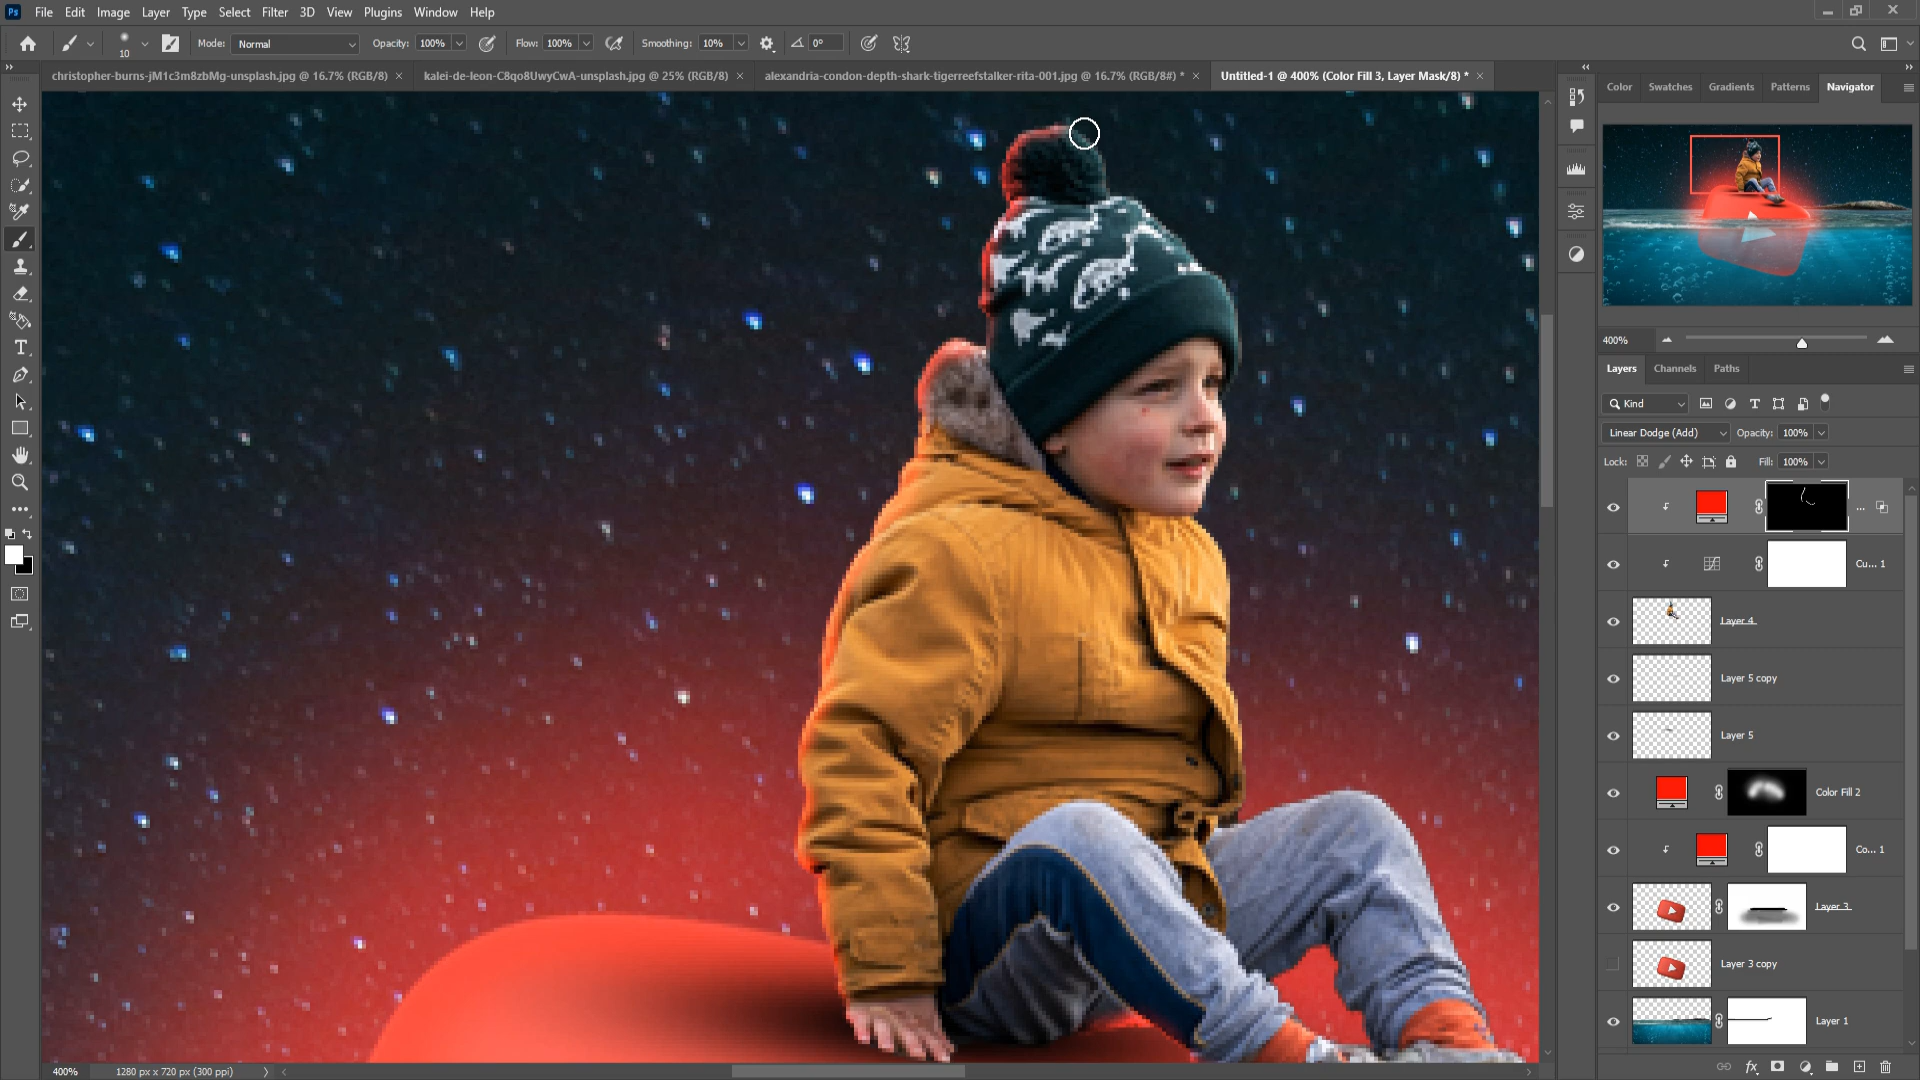 Ps File Edit Image Layer Type Select Filter 3D View Plugins Window Help
10 Mode: Normal Opacity: 100% Flow: 100% Smoothing: 10% 0°
christopher-burns-jM1c3m8zbMg-unsplash.jpg @ 16.7% (RGB/8) kalei-de-leon-C8qo8UwyCwA-unsplash.jpg @ 25% (RGB/8) alexandria-condon-depth-shark-tigerreefstalker-rita-001.jpg @ 16.7% (RGB/8#) * Untitled-1 @ 400% (Color Fill 3, Layer Mask/8) *
Color Swatches Gradients Patterns Navigator
400%
Layers Channels Paths
Kind
Linear Dodge (Add) Opacity: 100%
Lock: Fill: 100%
...
Cu... 1
Layer 4
Layer 5 copy
Layer 5
Color Fill 2
Co... 1
Layer 3
Layer 3 copy
Layer 1
fx
400% 1280 px x 720 px (300 ppi)